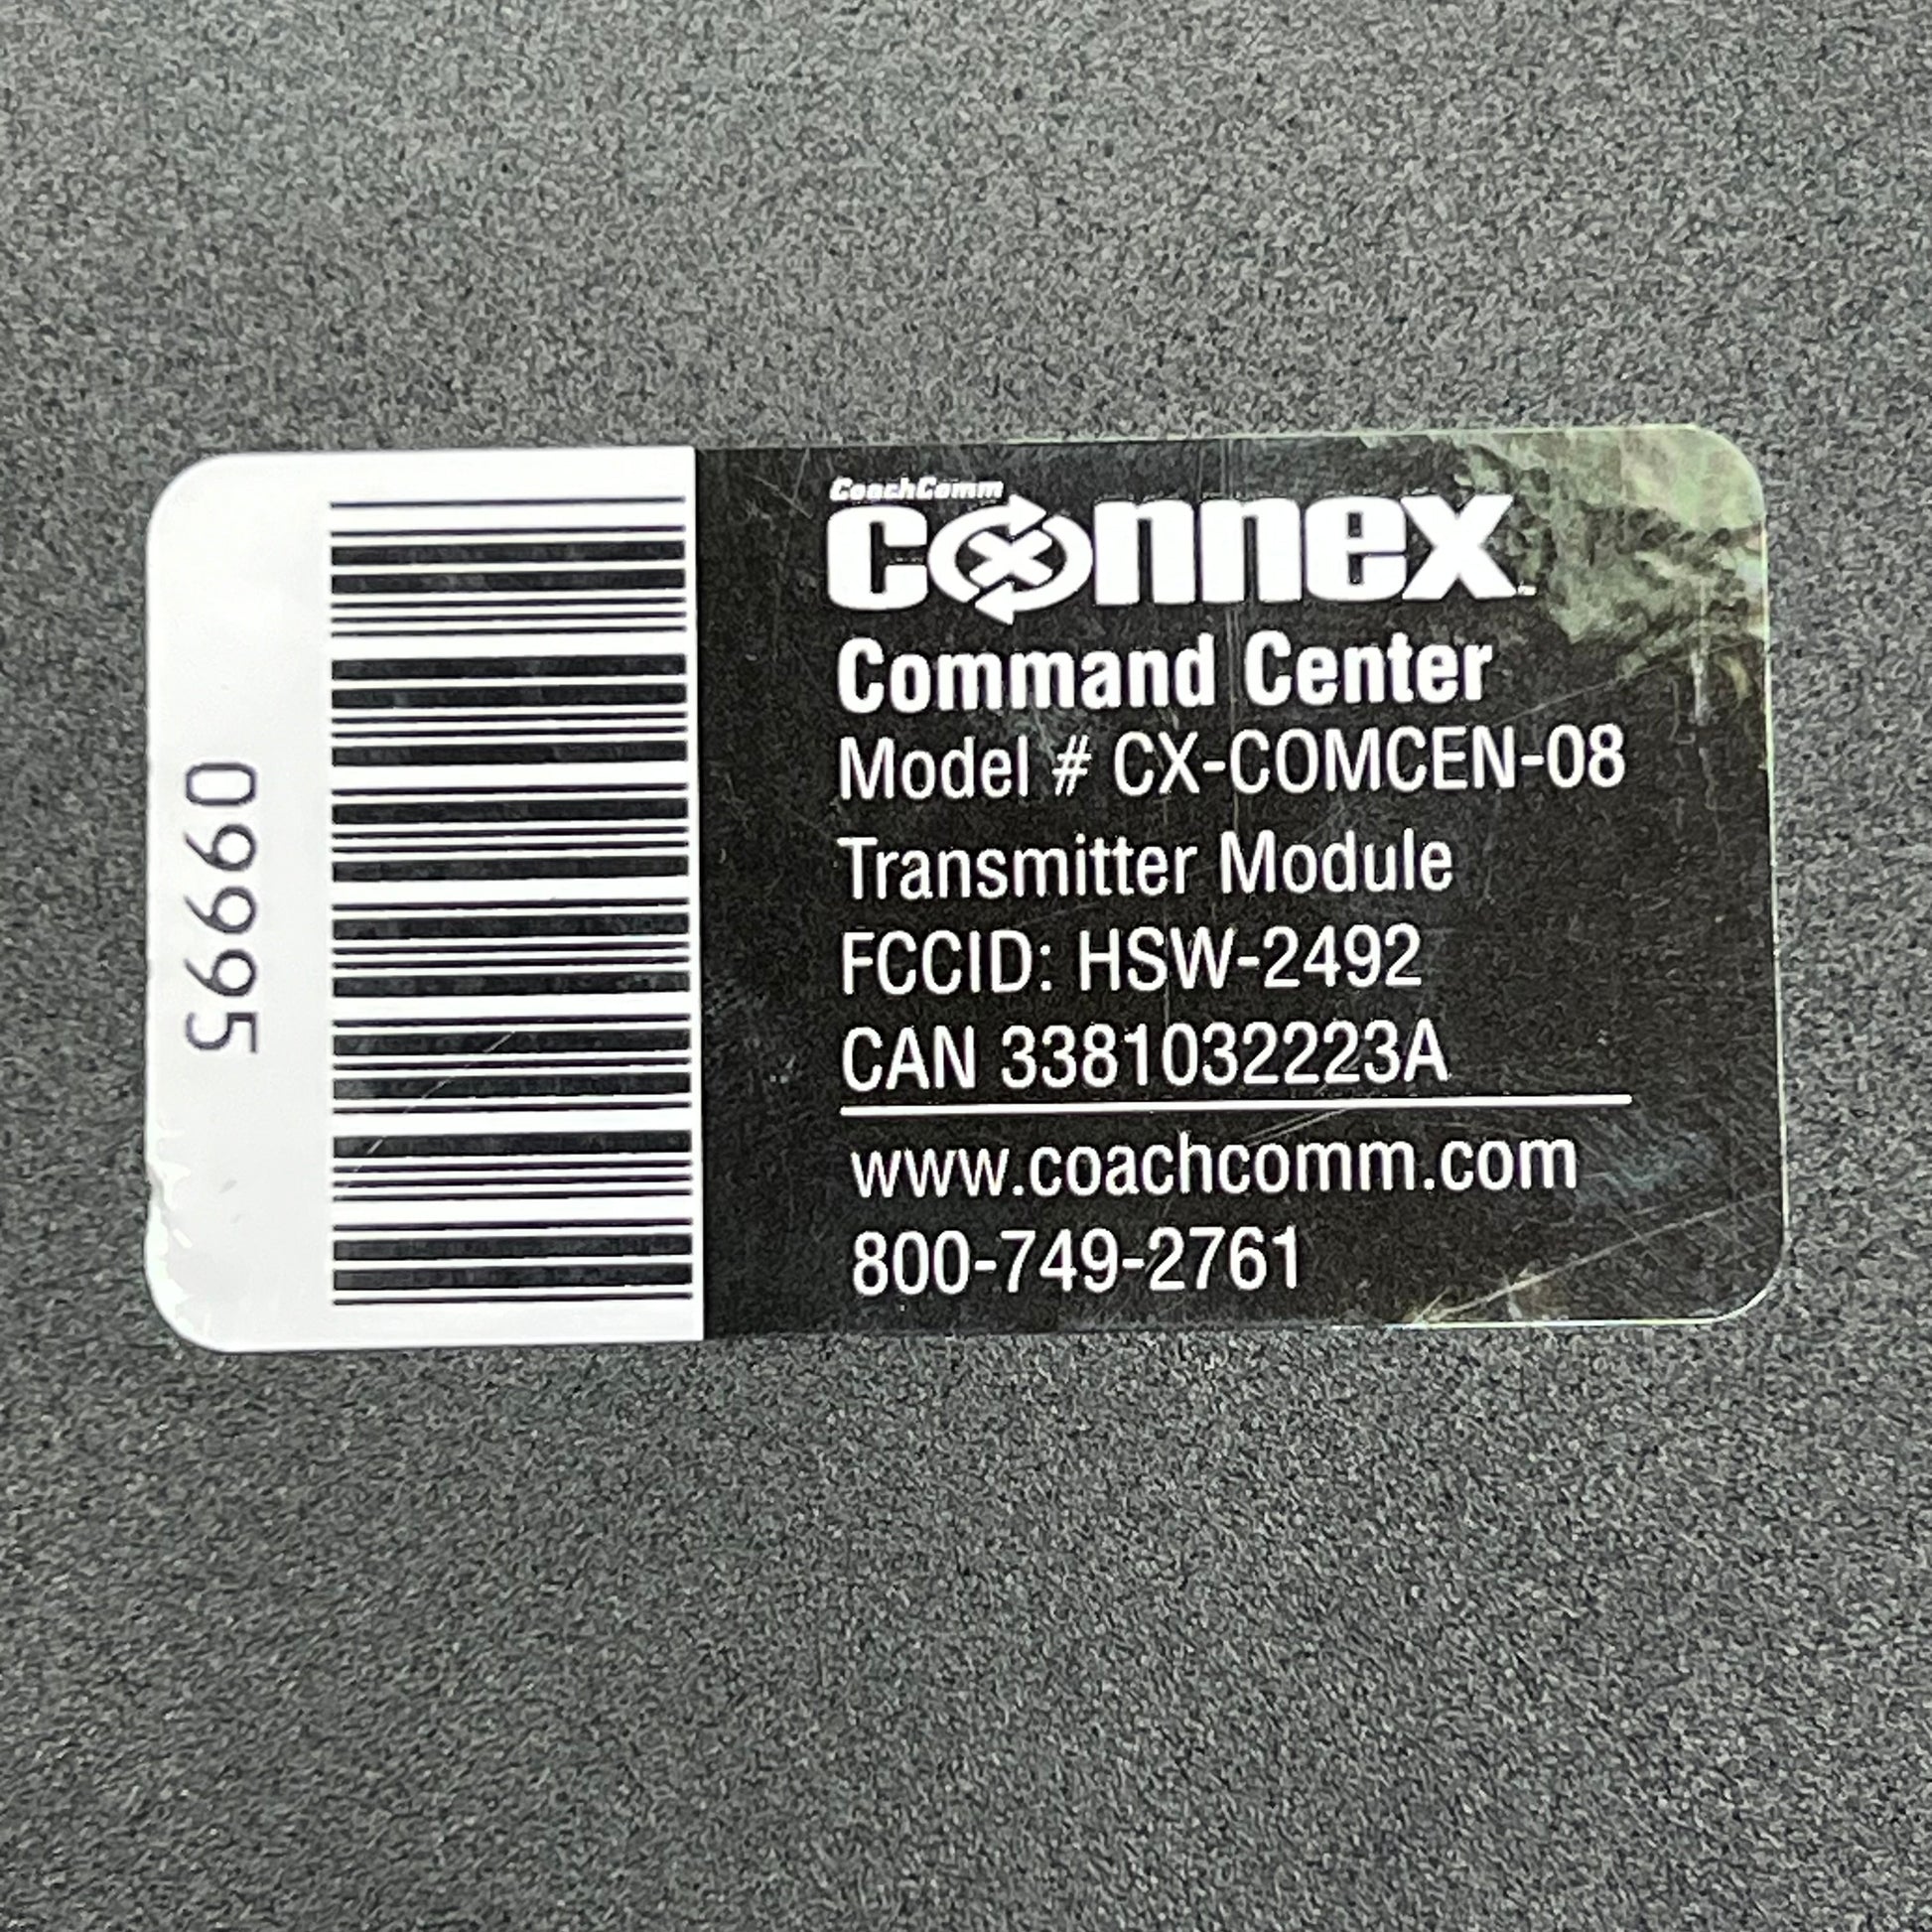 09995
CoachComm
connex
Command Center
Model # CX-COMCEN-08
Transmitter Module
FCCID: HSW-2492
CAN 3381032223A
www.coachcomm.com
800-749-2761